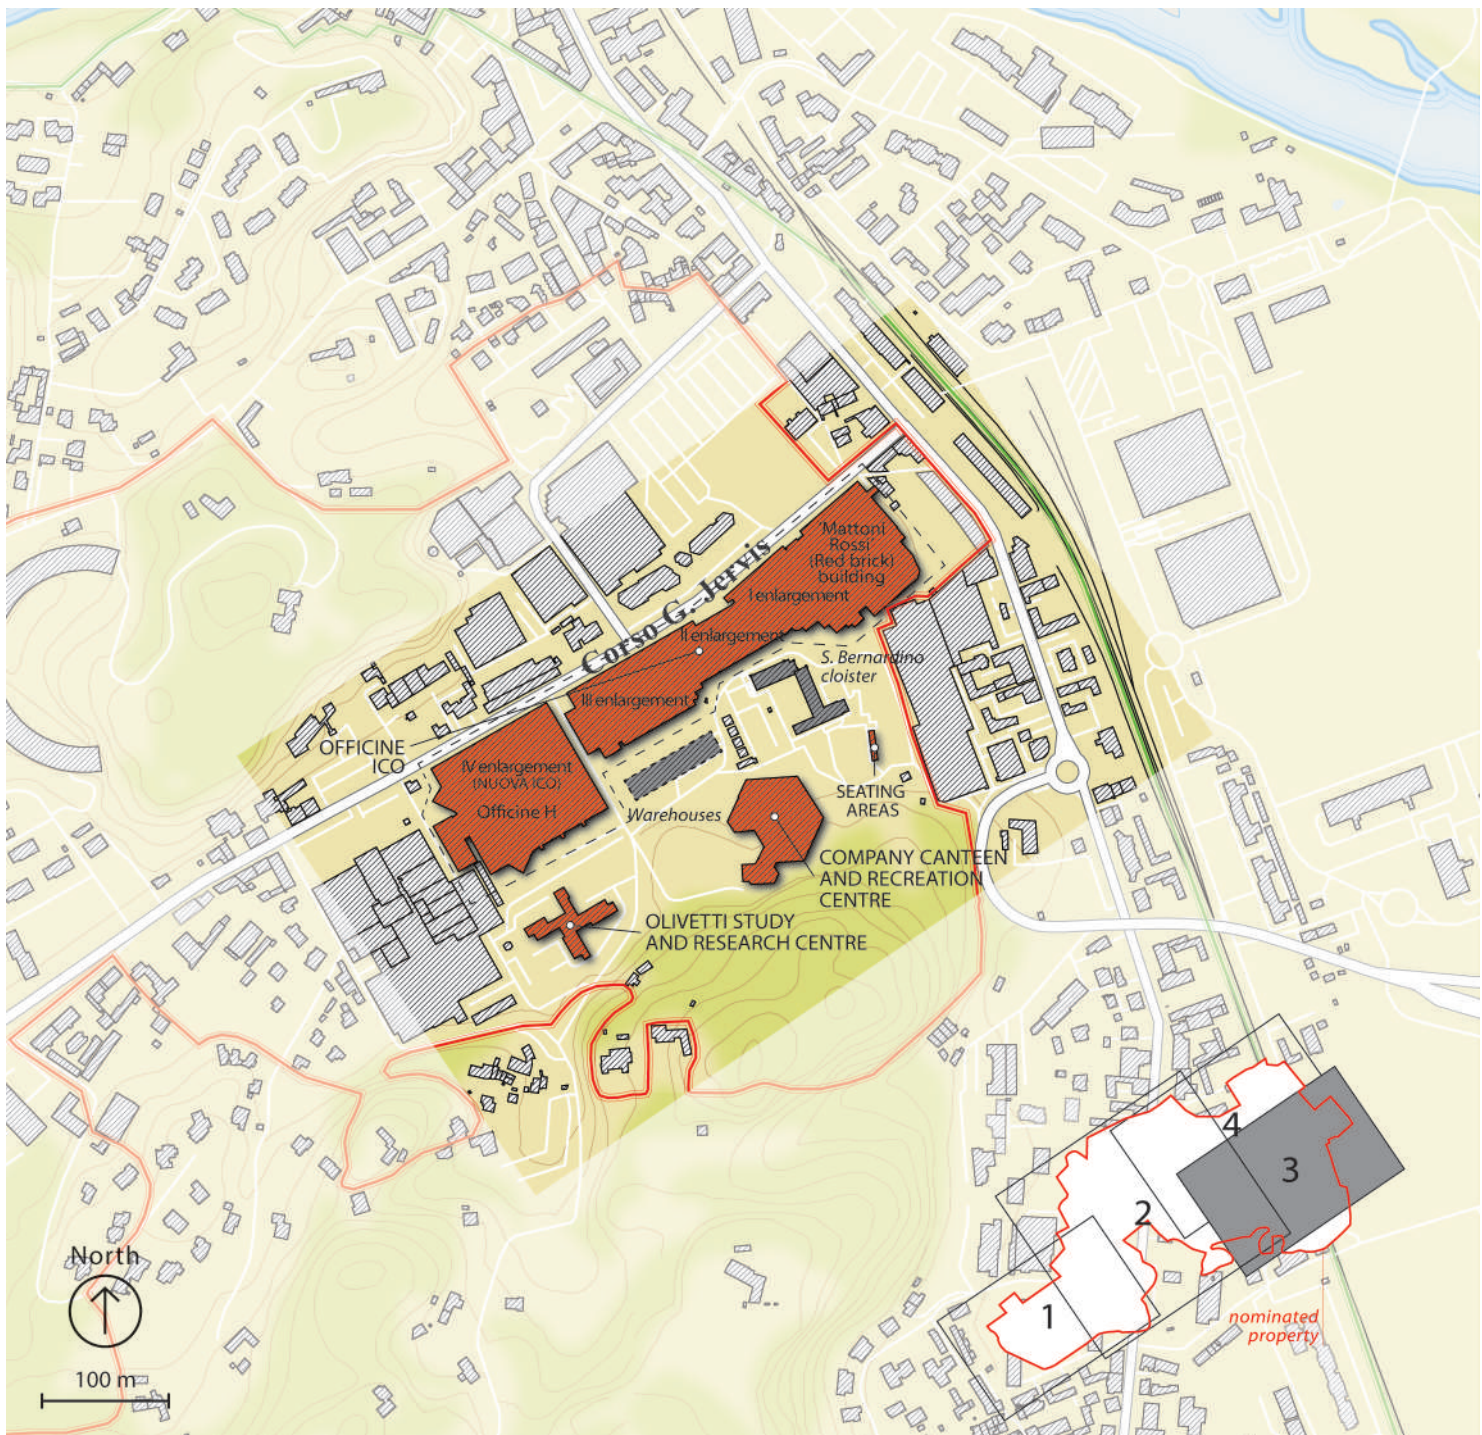 'Mattoni
Rossi'
(Red brick)
building
I enlargement
Corso G. Jervis
II enlargement
S. Bernardino
cloister
III enlargement
OFFICINE
ICO
IV enlargement
(NUOVA ICO)
Officine H
SEATING
AREAS
Warehouses
COMPANY CANTEEN
AND RECREATION
CENTRE
OLIVETTI STUDY
AND RESEARCH CENTRE
4
3
2
1
nominated
property
North
100 m